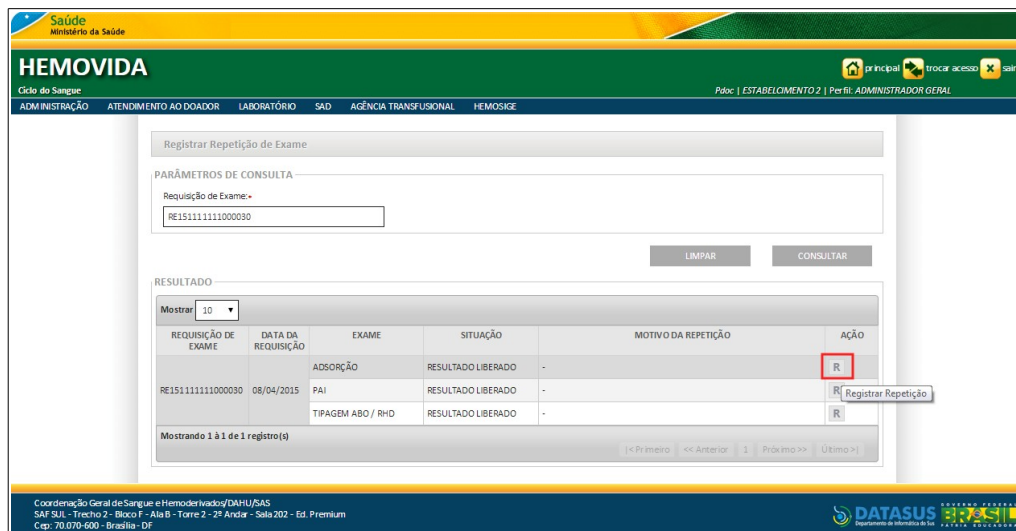 Saúde
Ministério da Saúde
HEMOVIDA
Ciclo do Sangue
principal trocar acesso sair
Pdoc | ESTABELCIMENTO 2 | Perfil: ADMINISTRADOR GERAL
ADMINISTRAÇÃO ATENDIMENTO AO DOADOR LABORATÓRIO SAD AGÊNCIA TRANSFUSIONAL HEMOSIGE
Registrar Repetição de Exame
PARÂMETROS DE CONSULTA
Requisição de Exame:
RE151111111000030
LIMPAR CONSULTAR
RESULTADO
Mostrar 10
REQUISIÇÃO DE EXAME DATA DA REQUISIÇÃO EXAME SITUAÇÃO MOTIVO DA REPETIÇÃO AÇÃO
ADSORÇÃO RESULTADO LIBERADO - R
RE151111111000030 08/04/2015 PAI RESULTADO LIBERADO - R
Registrar Repetição
TIPAGEM ABO / RHD RESULTADO LIBERADO - R
Mostrando 1 à 1 de 1 registro(s)
|< Primeiro << Anterior 1 Próximo >> Último >|
Coordenação Geral de Sangue e Hemoderivados/DAHU/SAS
SAF SUL - Trecho 2 - Bloco F - Ala B - Torre 2 - 2º Andar - Sala 202 - Ed. Premium
Cep: 70.070-600 - Brasília - DF
DATASUS
Departamento de Informática do Sus
GOVERNO FEDERAL
BRASIL
PÁTRIA EDUCADORA